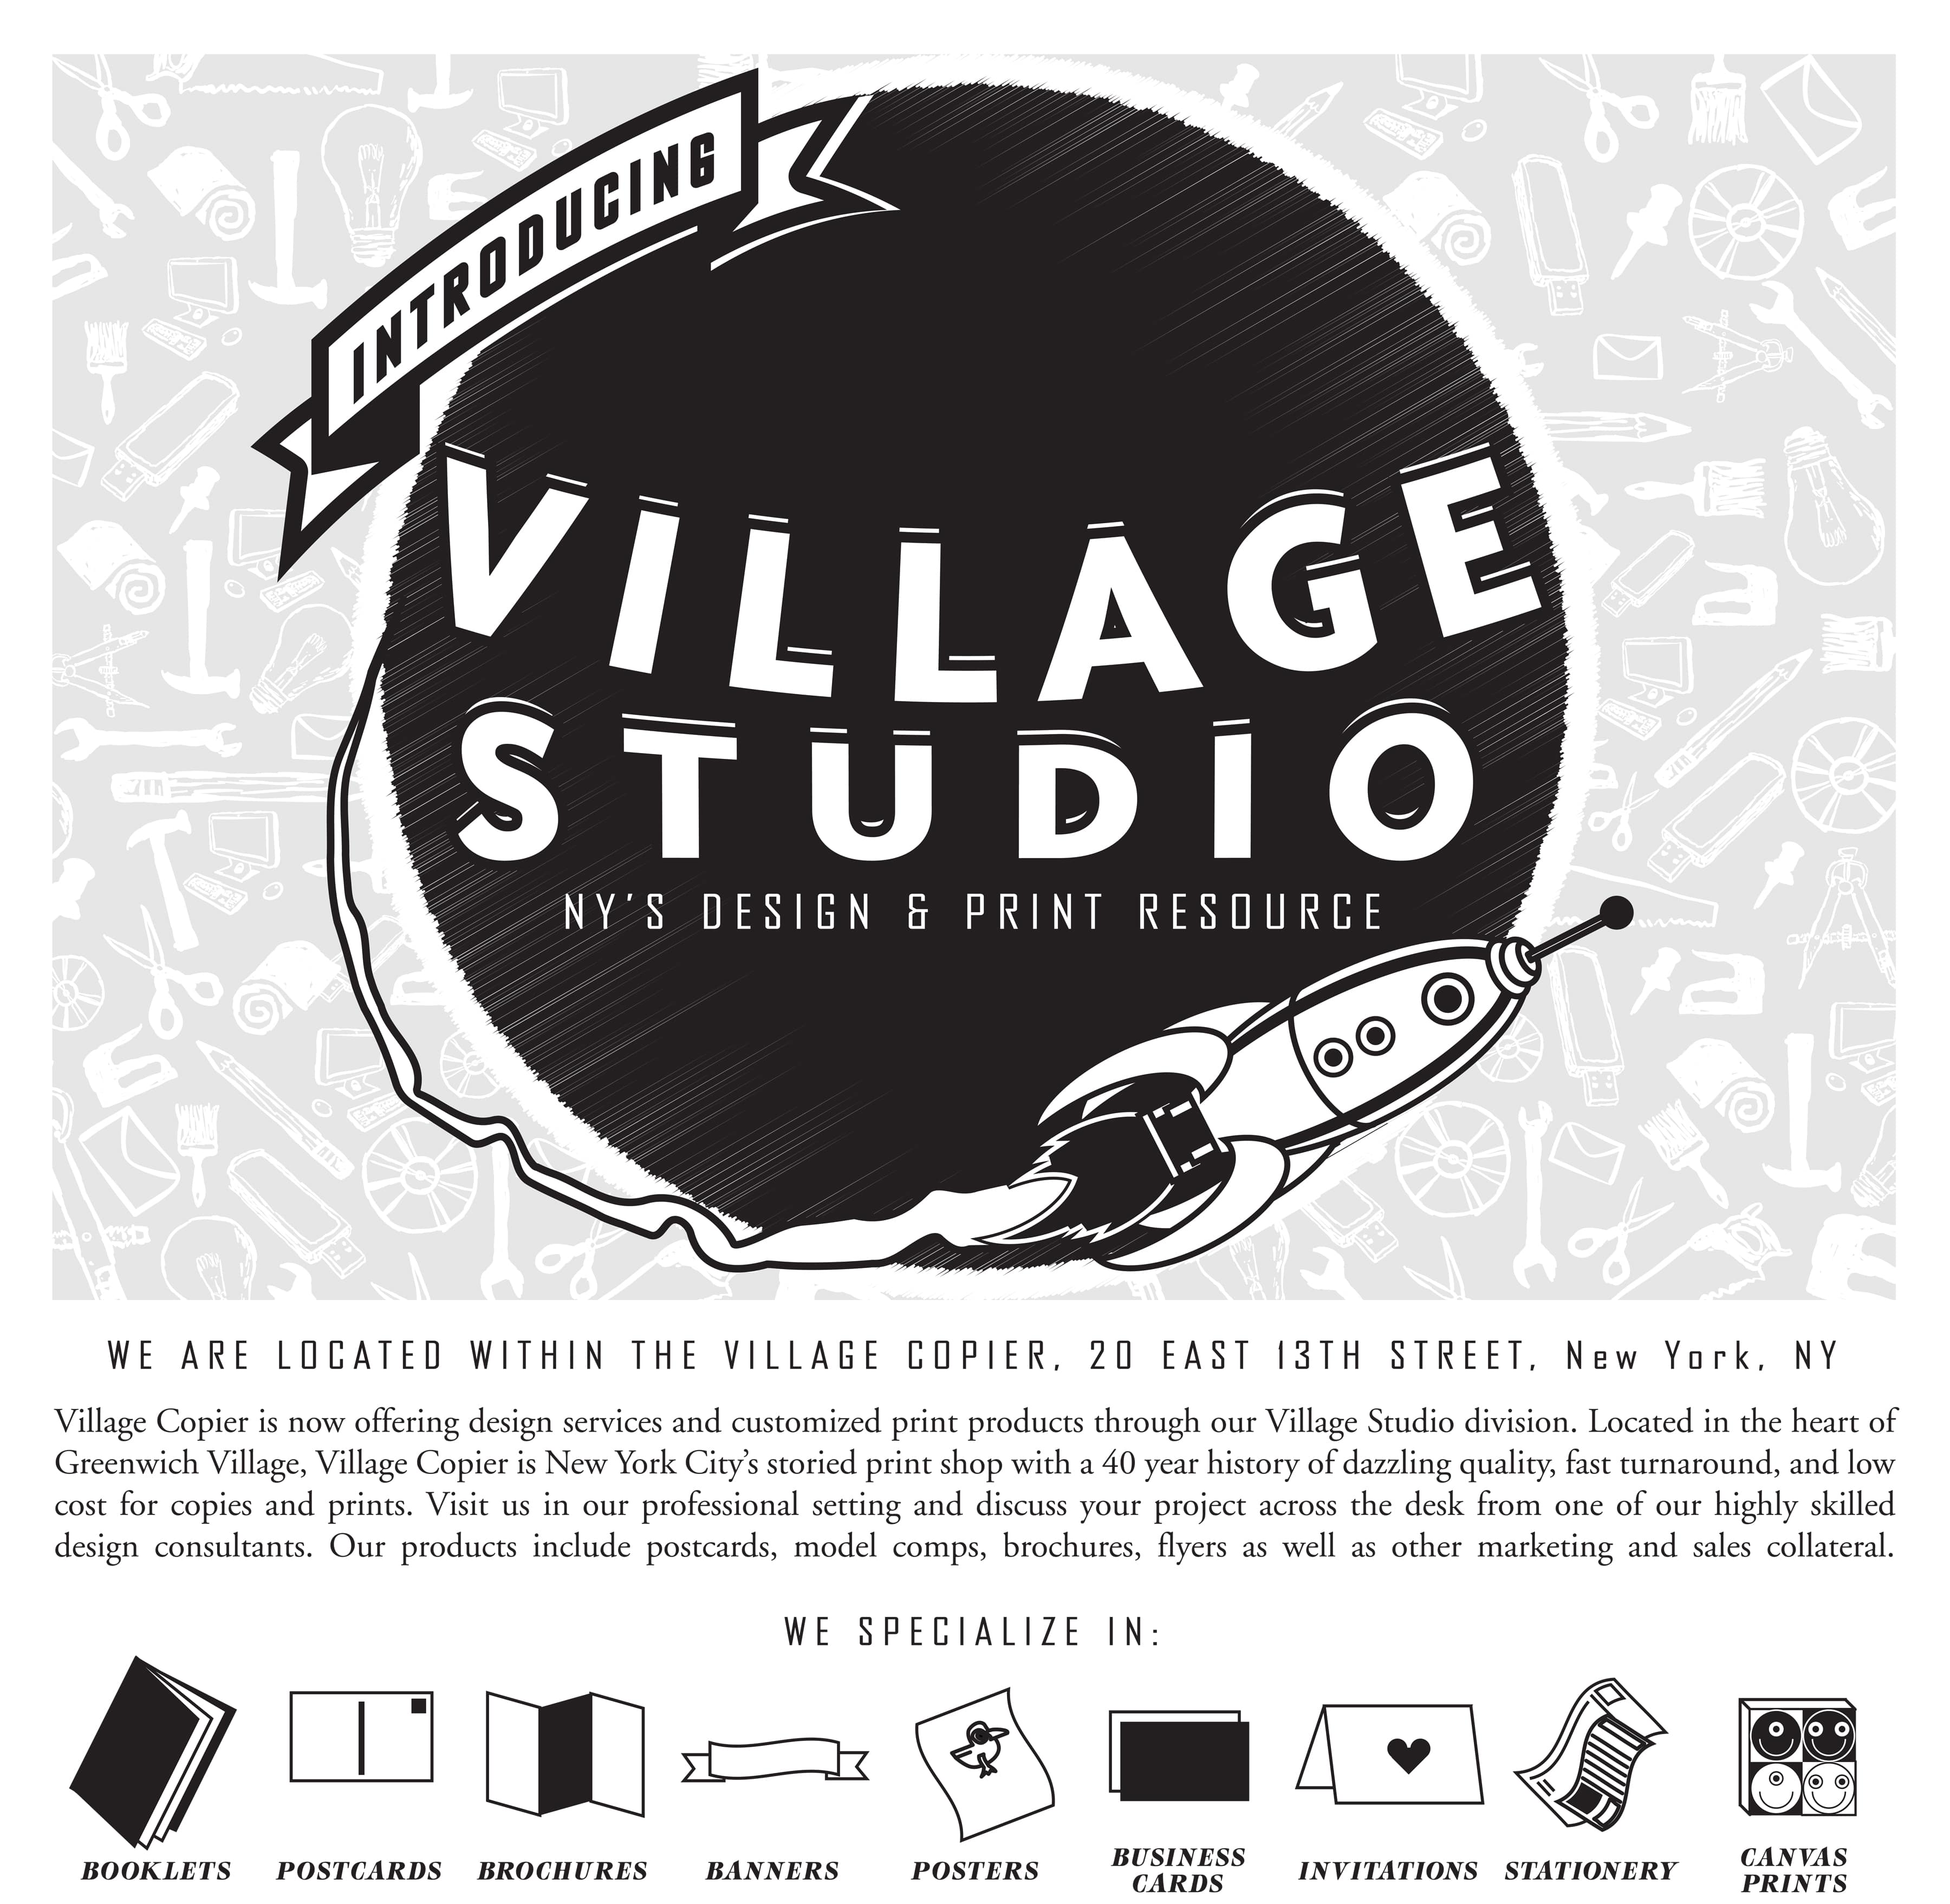 INTRODUCING
VILLAGE
STUDIO
NY'S DESIGN & PRINT RESOURCE
WE ARE LOCATED WITHIN THE VILLAGE COPIER, 20 EAST 13TH STREET, New York, NY
Village Copier is now offering design services and customized print products through our Village Studio division. Located in the heart of
Greenwich Village, Village Copier is New York City's storied print shop with a 40 year history of dazzling quality, fast turnaround, and low
cost for copies and prints. Visit us in our professional setting and discuss your project across the desk from one of our highly skilled
design consultants. Our products include postcards, model comps, brochures, flyers as well as other marketing and sales collateral.
WE SPECIALIZE IN:
BOOKLETS
POSTCARDS
BROCHURES
BANNERS
POSTERS
BUSINESS
CARDS
INVITATIONS
STATIONERY
CANVAS
PRINTS